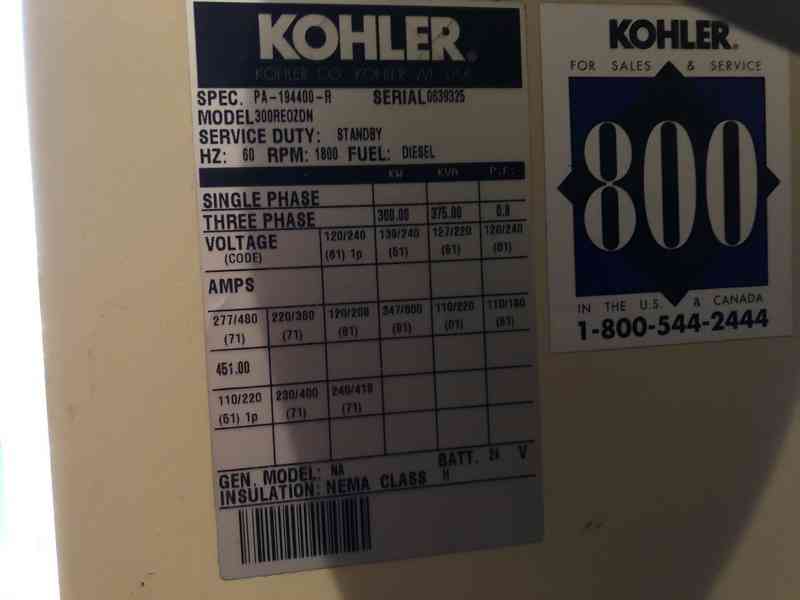 KOHLER®
KOHLER CO. KOHLER WI USA
SPEC. PA-194400-R SERIAL 0639325
MODEL 300REOZDN
SERVICE DUTY: STANDBY
HZ: 60 RPM: 1800 FUEL: DIESEL
KW KVA P.F.
SINGLE PHASE
THREE PHASE 300.00 375.00 0.8
VOLTAGE 120/240 139/240 127/220 120/240
(CODE) (61) 1p (61) (61) (61)
AMPS
277/480 220/380 120/208 347/600 110/220 110/190
(71) (71) (61) (61) (61) (61)
451.00
110/220 230/400 240/416
(61) 1p (71) (71)
GEN. MODEL: NA BATT. 24 V
INSULATION: NEMA CLASS H
KOHLER®
FOR SALES & SERVICE
800
IN THE U.S. & CANADA
1-800-544-2444